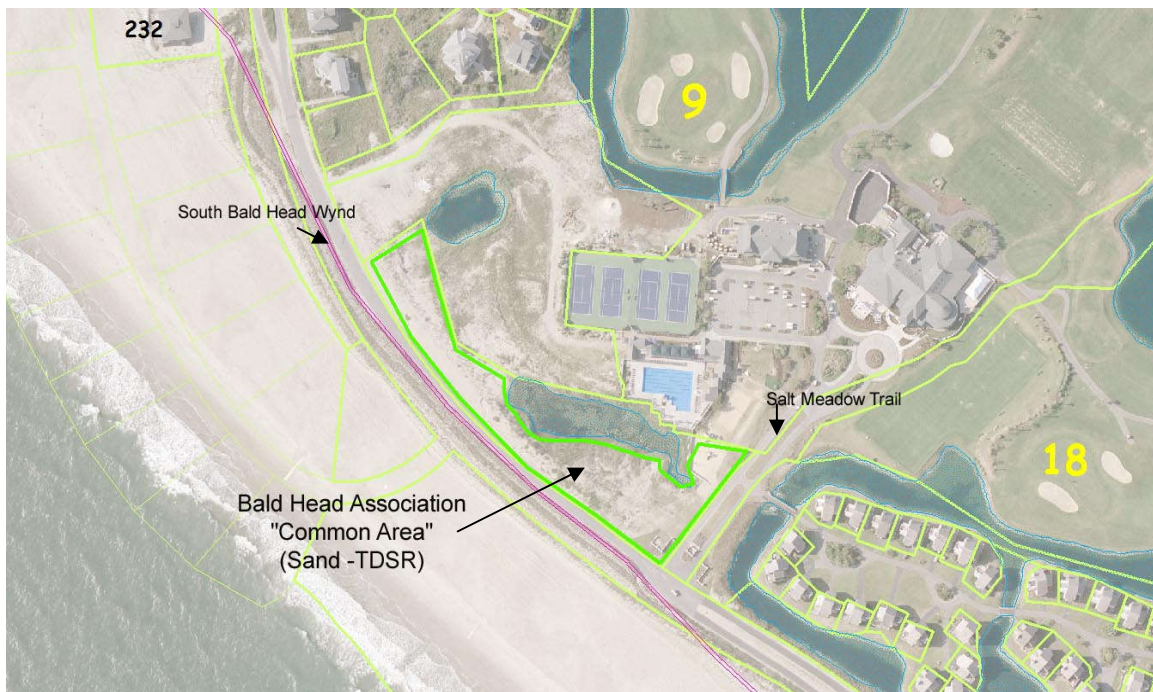 232
9
South Bald Head Wynd
Salt Meadow Trail
18
Bald Head Association
"Common Area"
(Sand -TDSR)